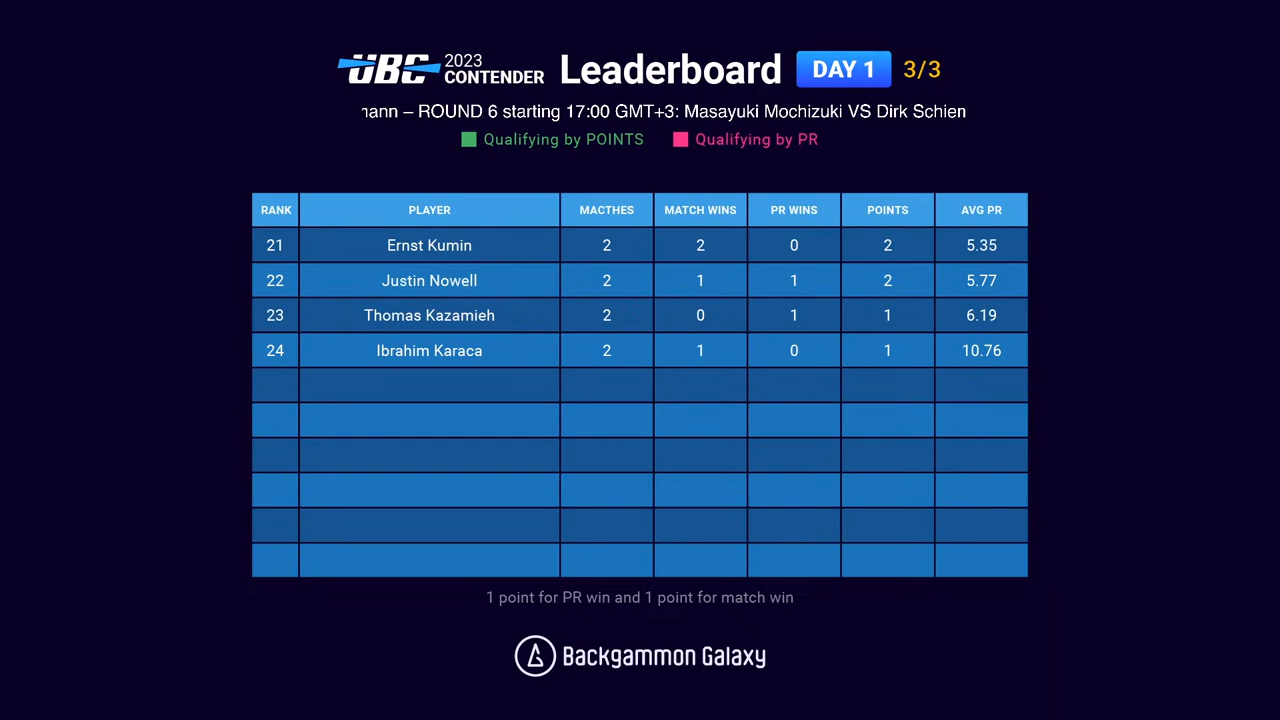 UBC 2023 CONTENDER Leaderboard DAY 1 3/3
– ROUND 6 starting 17:00 GMT+3: Masayuki Mochizuki VS Dirk Schien
Qualifying by POINTS Qualifying by PR
RANK PLAYER MACTHES MATCH WINS PR WINS POINTS AVG PR
21 Ernst Kumin 2 2 0 2 5.35
22 Justin Nowell 2 1 1 2 5.77
23 Thomas Kazamieh 2 0 1 1 6.19
24 Ibrahim Karaca 2 1 0 1 10.76
1 point for PR win and 1 point for match win
Backgammon Galaxy